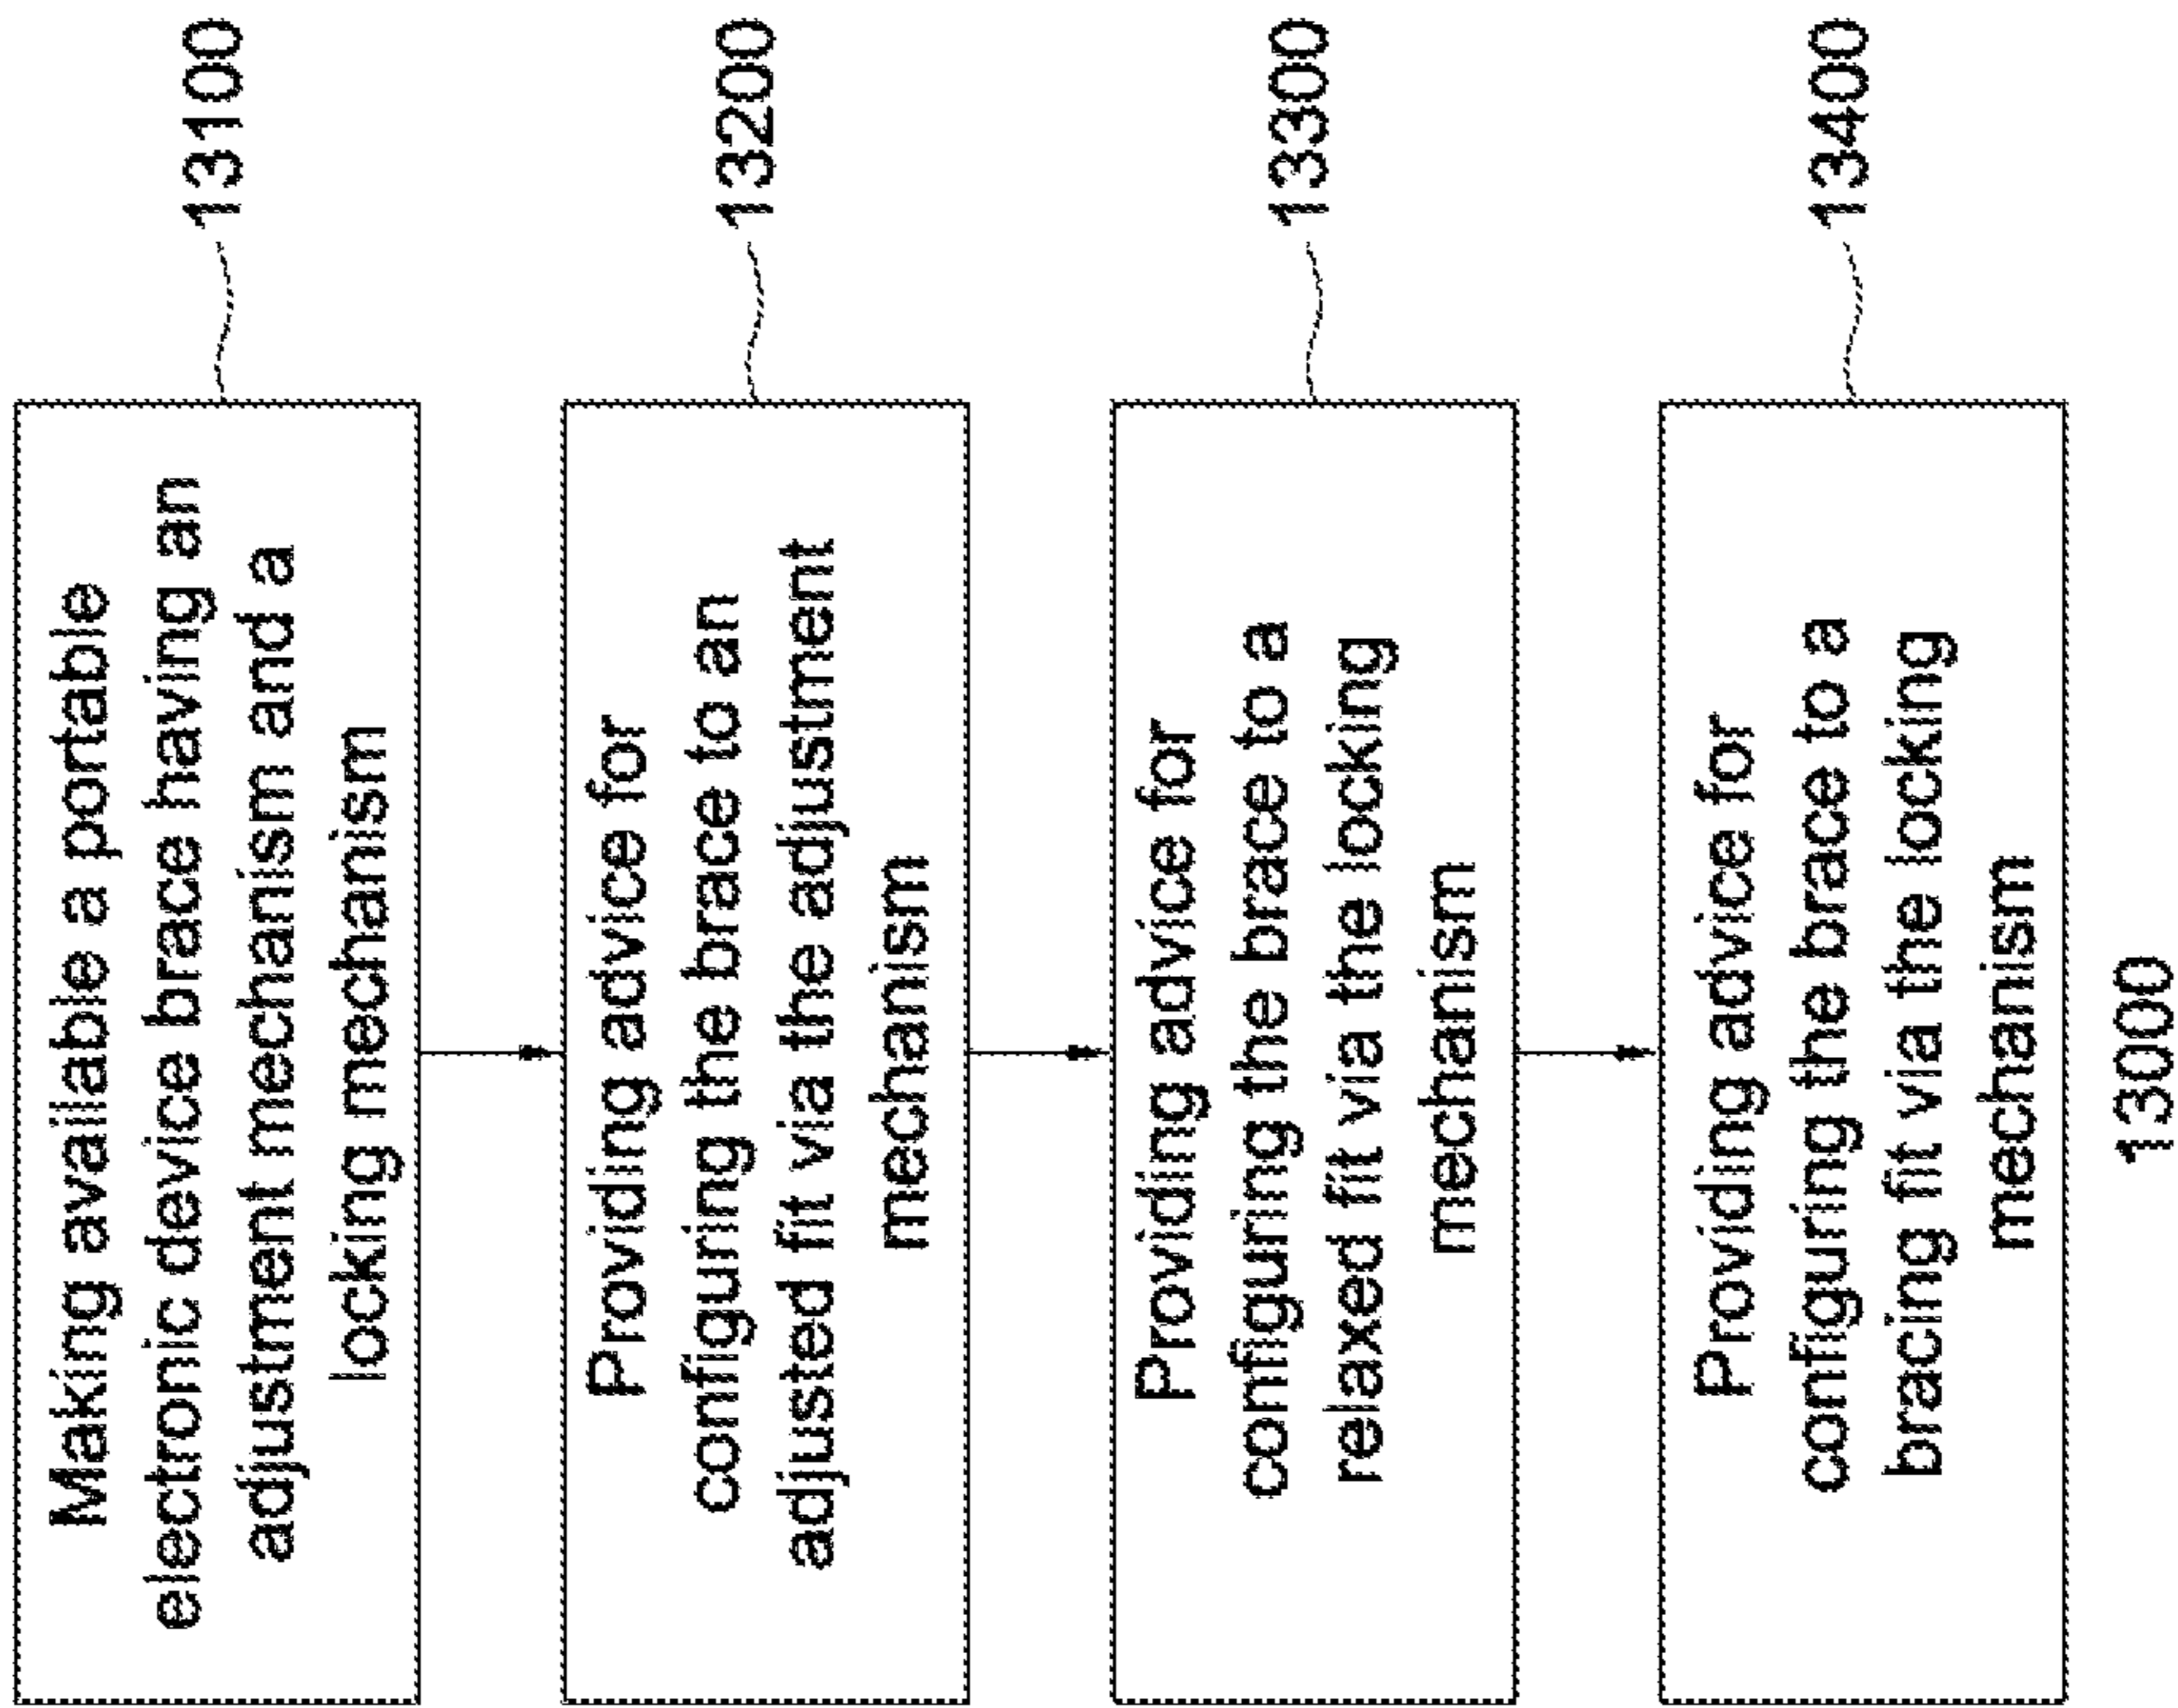 Making available a portable
electronic device brace having an
adjustment mechanism and a
locking mechanism
13100
Providing advice for
configuring the brace to an
adjusted fit via the adjustment
mechanism
13200
Providing advice for
configuring the brace to a
relaxed fit via the locking
mechanism
13300
Providing advice for
configuring the brace to a
bracing fit via the locking
mechanism
13400
13000